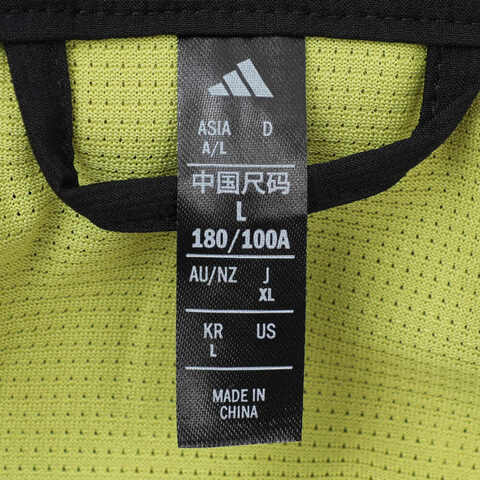 ASIA D
A/L
中国尺码
L
180/100A
AU/NZ J
XL
KR US
L
MADE IN
CHINA